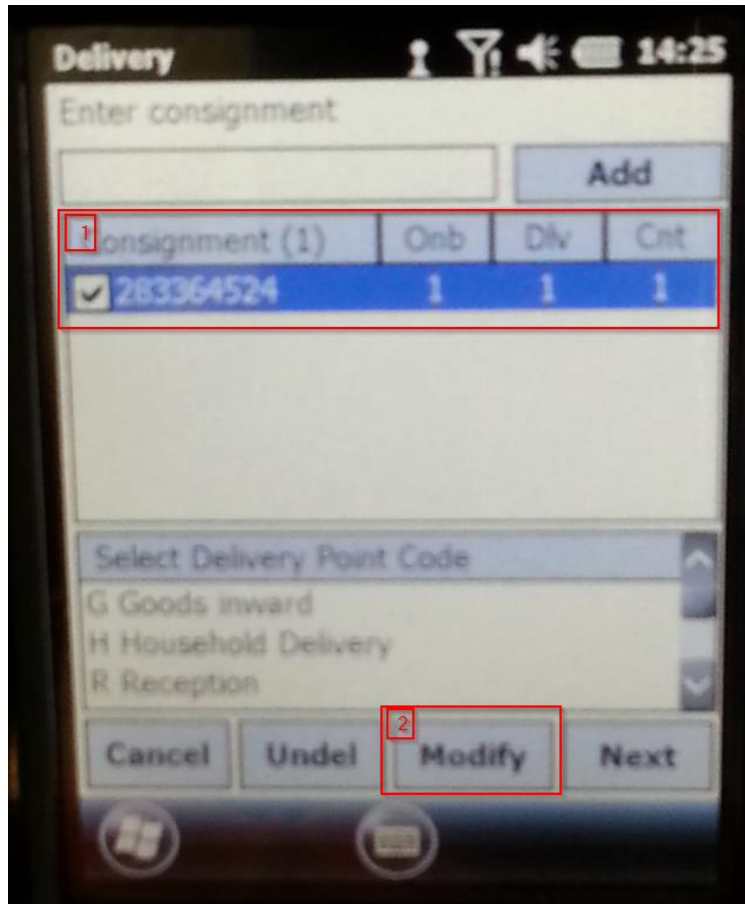 Delivery 14:25
Enter consignment
Add
1 Consignment (1) Onb Dlv Cnt
283364524 1 1 1
Select Delivery Point Code
G Goods inward
H Household Delivery
R Reception
2
Cancel Undel Modify Next